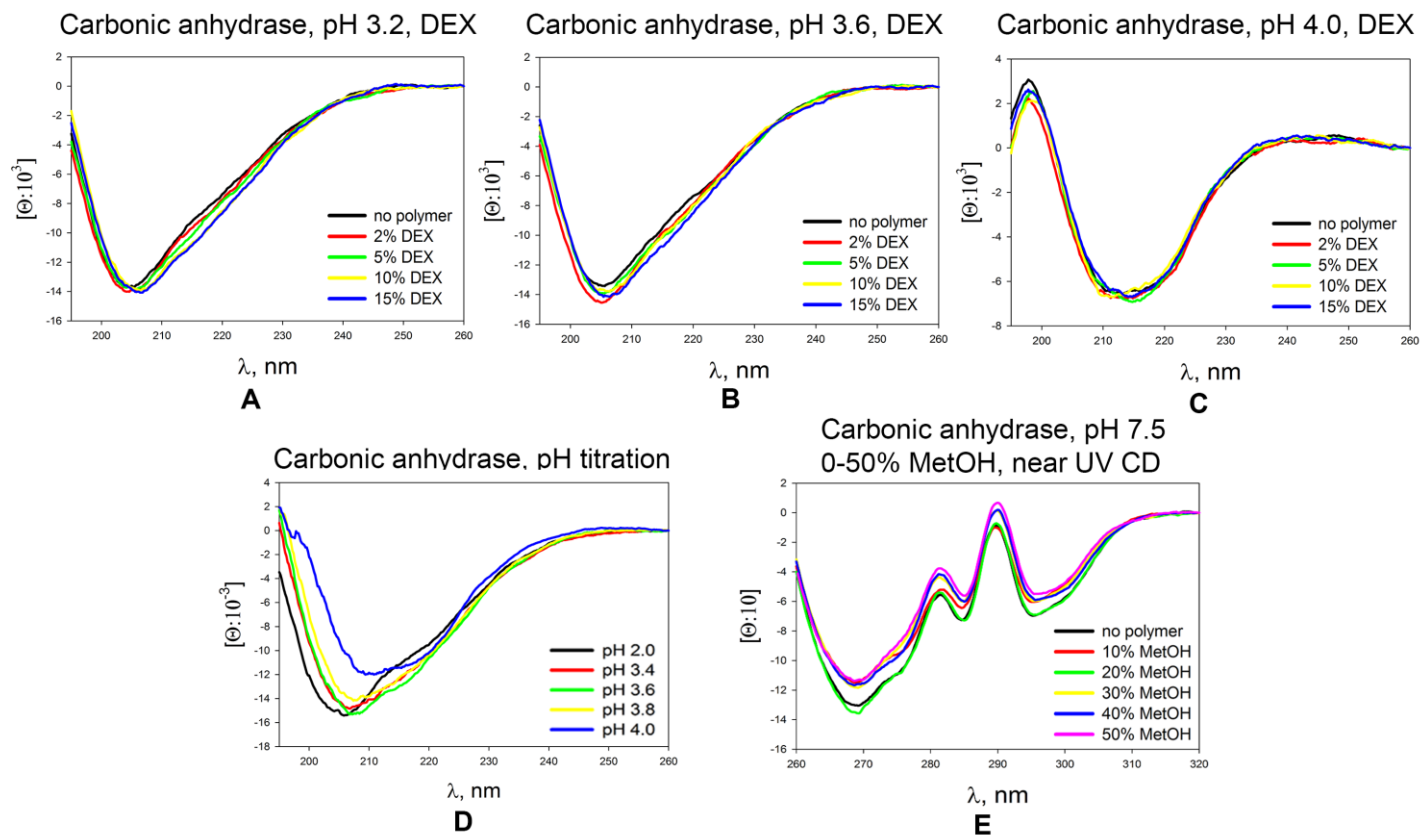 Carbonic anhydrase, pH 3.2, DEX
[Θ:10³]
4
2
0
-2
-4
-6
-8
-10
-12
-14
-16
no polymer
2% DEX
5% DEX
10% DEX
15% DEX
200 210 220 230 240 250 260
λ, nm
A
Carbonic anhydrase, pH 3.6, DEX
[Θ:10³]
2
0
-2
-4
-6
-8
-10
-12
-14
-16
no polymer
2% DEX
5% DEX
10% DEX
15% DEX
200 210 220 230 240 250 260
λ, nm
B
Carbonic anhydrase, pH 4.0, DEX
[Θ:10³]
4
2
0
-2
-4
-6
-8
no polymer
2% DEX
5% DEX
10% DEX
15% DEX
200 210 220 230 240 250 260
λ, nm
C
Carbonic anhydrase, pH titration
[Θ:10⁻³]
4
2
0
-2
-4
-6
-8
-10
-12
-14
-16
-18
pH 2.0
pH 3.4
pH 3.6
pH 3.8
pH 4.0
200 210 220 230 240 250 260
λ, nm
D
Carbonic anhydrase, pH 7.5
0-50% MetOH, near UV CD
[Θ:10]
2
0
-2
-4
-6
-8
-10
-12
-14
-16
no polymer
10% MetOH
20% MetOH
30% MetOH
40% MetOH
50% MetOH
260 270 280 290 300 310 320
λ, nm
E